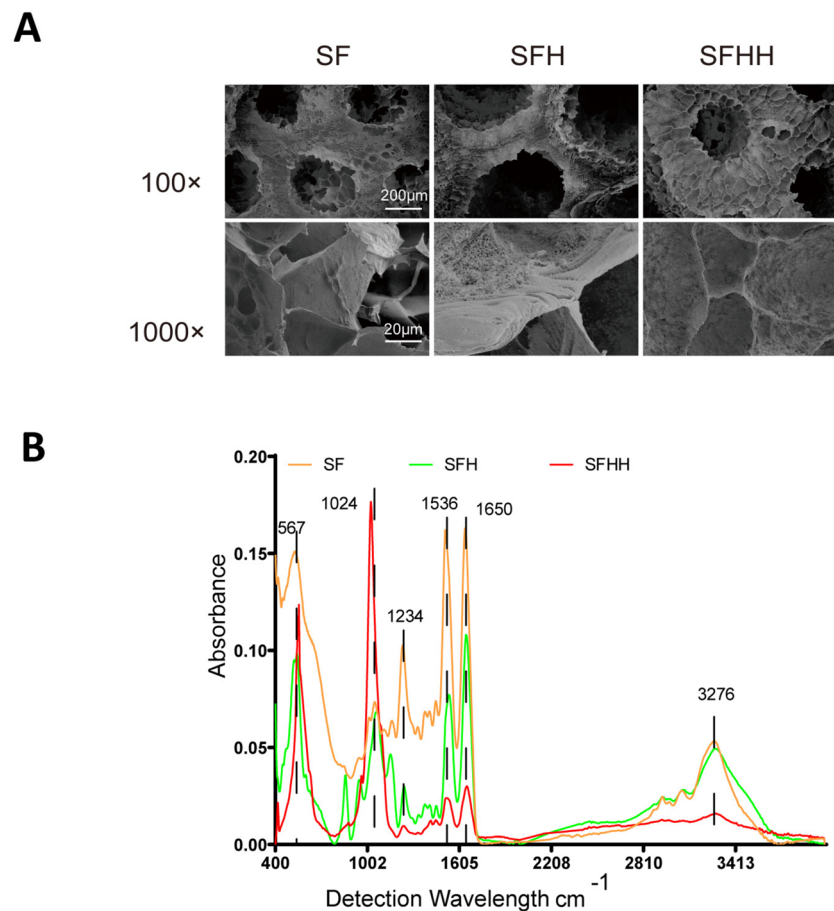 A
SF SFH SFHH
100×
200μm
1000×
20μm
B
SF SFH SFHH
0.20
0.15
0.10
0.05
0.00
567
1024
1234
1536
1650
3276
Absorbance
400 1002 1605 2208 2810 3413
Detection Wavelength cm-1